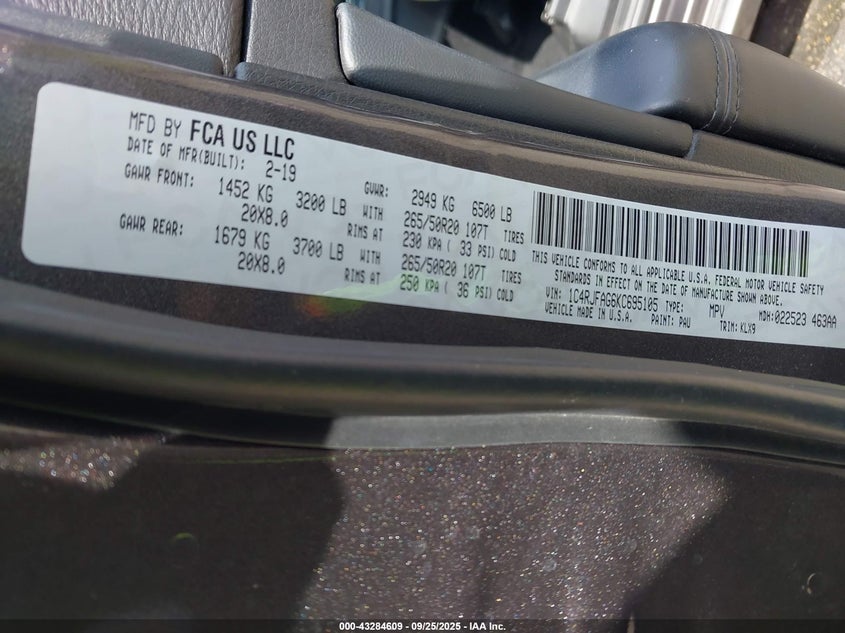 MFD BY FCA US LLC
DATE OF MFR(BUILT): 2-19
GVWR: 2949 KG 6500 LB
GAWR FRONT: 1452 KG 3200 LB WITH 265/50R20 107T TIRES
20X8.0 RIMS AT 230 KPA ( 33 PSI) COLD
GAWR REAR: 1679 KG 3700 LB WITH 265/50R20 107T TIRES
20X8.0 RIMS AT 250 KPA ( 36 PSI) COLD
THIS VEHICLE CONFORMS TO ALL APPLICABLE U.S.A. FEDERAL MOTOR VEHICLE SAFETY
STANDARDS IN EFFECT ON THE DATE OF MANUFACTURE SHOWN ABOVE.
VIN: 1C4RJFAG6KC695105 TYPE: MPV MDH:022523 463AA
VEHICLE MADE IN U.S.A. PAINT: PAU TRIM: KLX9
000-43284609 - 09/25/2025 - IAA Inc.